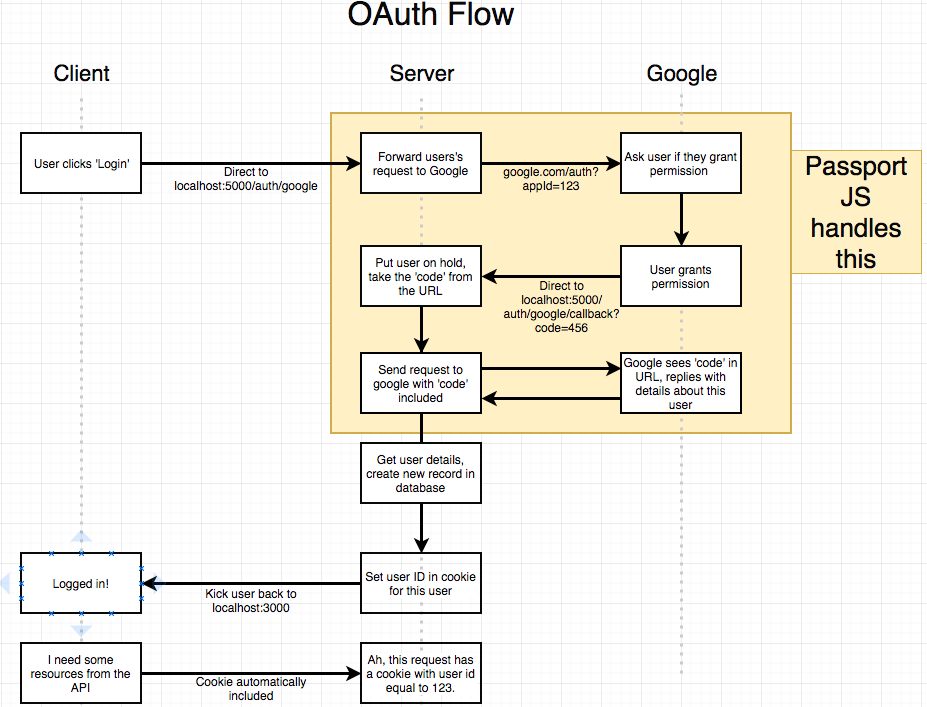 OAuth Flow
Client
Server
Google
User clicks 'Login'
Direct to
localhost:5000/auth/google
Forward users's
request to Google
google.com/auth?
appId=123
Ask user if they grant
permission
Passport
JS
handles
this
Put user on hold,
take the 'code' from
the URL
Direct to
localhost:5000/
auth/google/callback?
code=456
User grants
permission
Send request to
google with 'code'
included
Google sees 'code' in
URL, replies with
details about this
user
Get user details,
create new record in
database
Logged in!
Kick user back to
localhost:3000
Set user ID in cookie
for this user
I need some
resources from the
API
Cookie automatically
included
Ah, this request has
a cookie with user id
equal to 123.